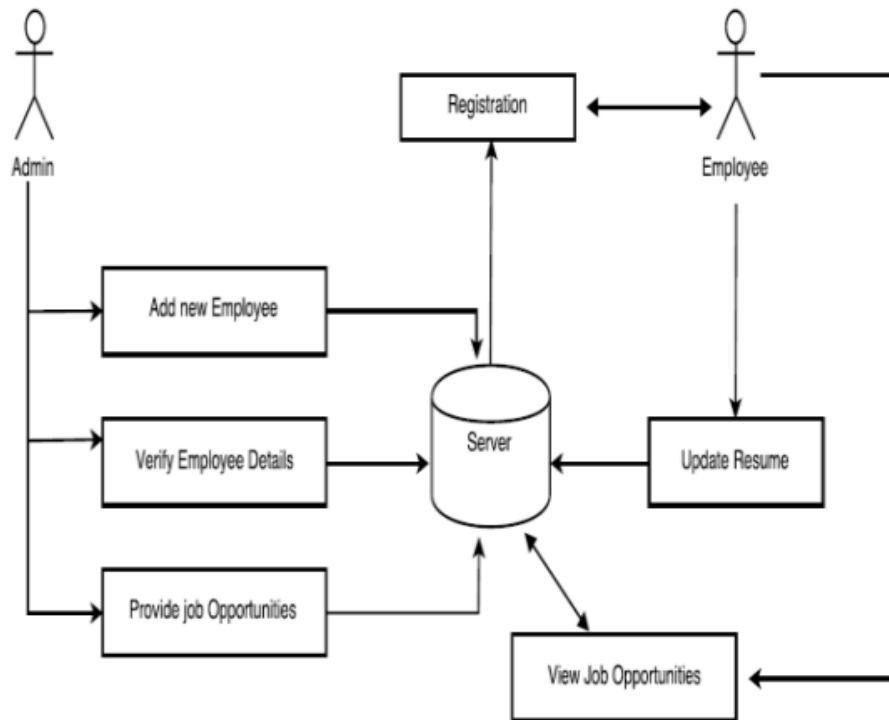 Registration
Admin
Employee
Add new Employee
Server
Verify Employee Details
Update Resume
Provide job Opportunities
View Job Opportunities